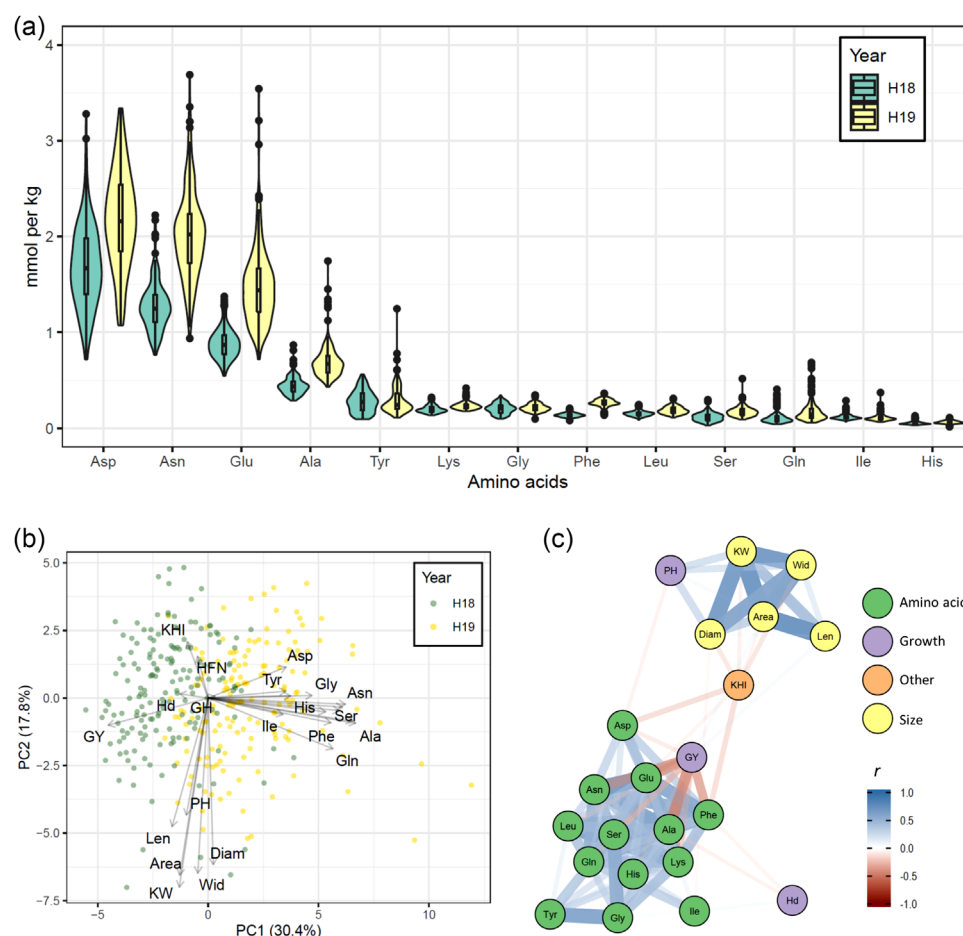 (a)
4
3
2
1
0
mmol per kg
Year
H18
H19
Asp Asn Glu Ala Tyr Lys Gly Phe Leu Ser Gln Ile His
Amino acids
(b)
5.0
2.5
0.0
−2.5
−5.0
−7.5
PC2 (17.8%)
Year
H18
H19
KHI
HFN
Asp
Tyr
Gly
Asn
Hd
GH
His
Ser
GY
Ile
Phe
Ala
Gln
PH
Len
Area
Diam
KW
Wid
−5 0 5 10
PC1 (30.4%)
(c)
KW
PH
Wid
Area
Diam
Len
KHI
Asp
GY
Glu
Asn
Phe
Leu
Ser
Ala
Gln
Lys
His
Hd
Tyr
Gly
Ile
Amino acid
Growth
Other
Size
r
1.0
0.5
0.0
-0.5
-1.0